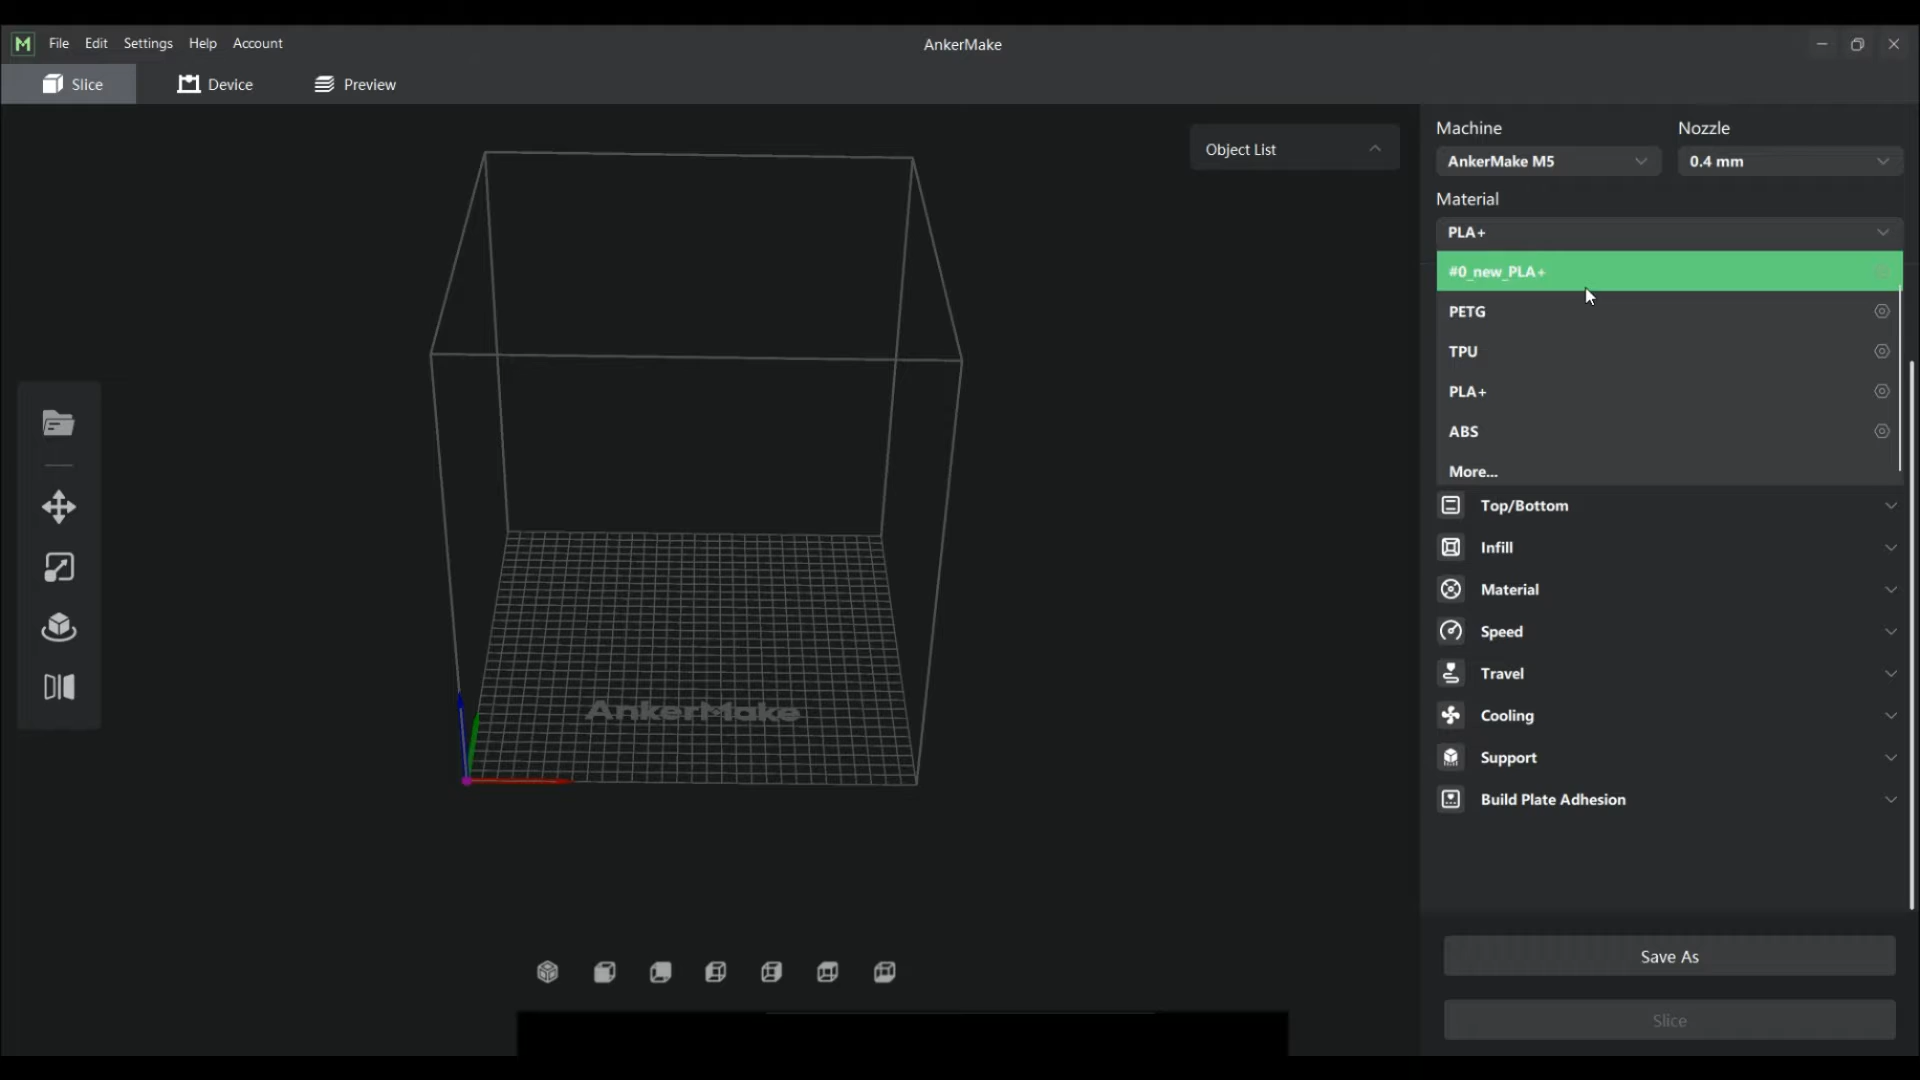 M File Edit Settings Help Account
AnkerMake
Slice Device Preview
Object List
AnkerMake
Machine Nozzle
AnkerMake M5 0.4 mm
Material
PLA+
#0_new_PLA+
PETG
TPU
PLA+
ABS
More...
Top/Bottom
Infill
Material
Speed
Travel
Cooling
Support
Build Plate Adhesion
Save As
Slice